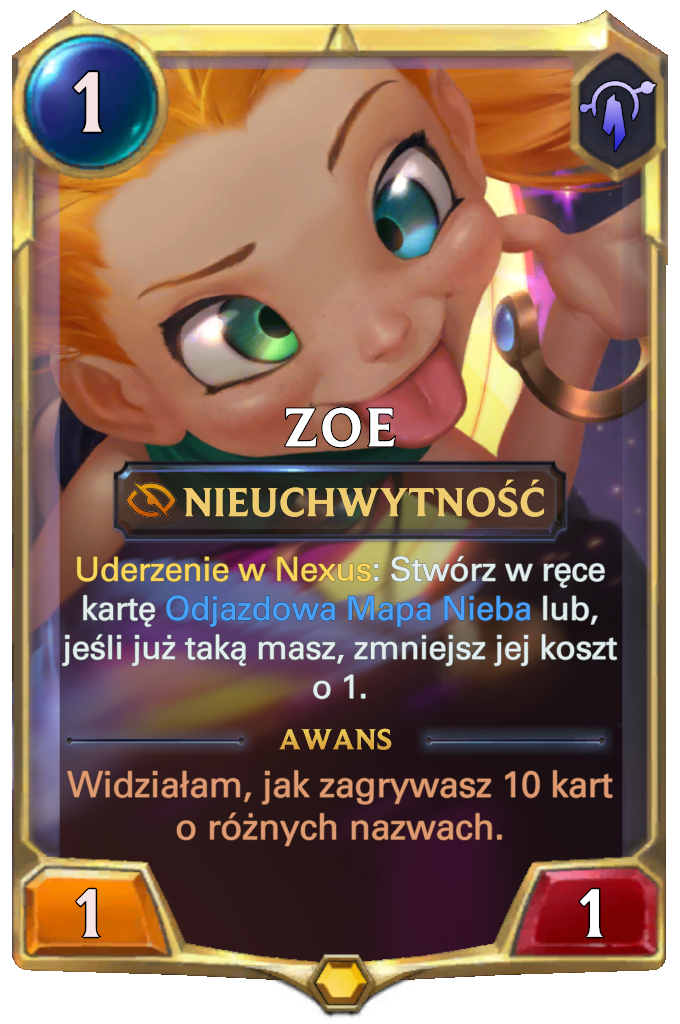 1
ZOE
NIEUCHWYTNOŚĆ
Uderzenie w Nexus: Stwórz w ręce
kartę Odjazdowa Mapa Nieba lub,
jeśli już taką masz, zmniejsz jej koszt
o 1.
AWANS
Widziałam, jak zagrywasz 10 kart
o różnych nazwach.
1
1